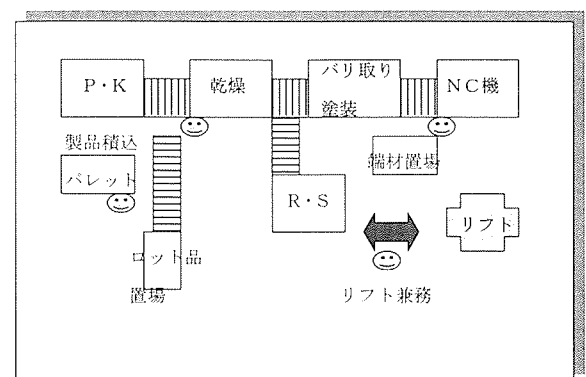 P・K
乾燥
バリ取り
塗装
NC機
製品積込
パレット
端材置場
R・S
リフト
ロット品
置場
リフト兼務